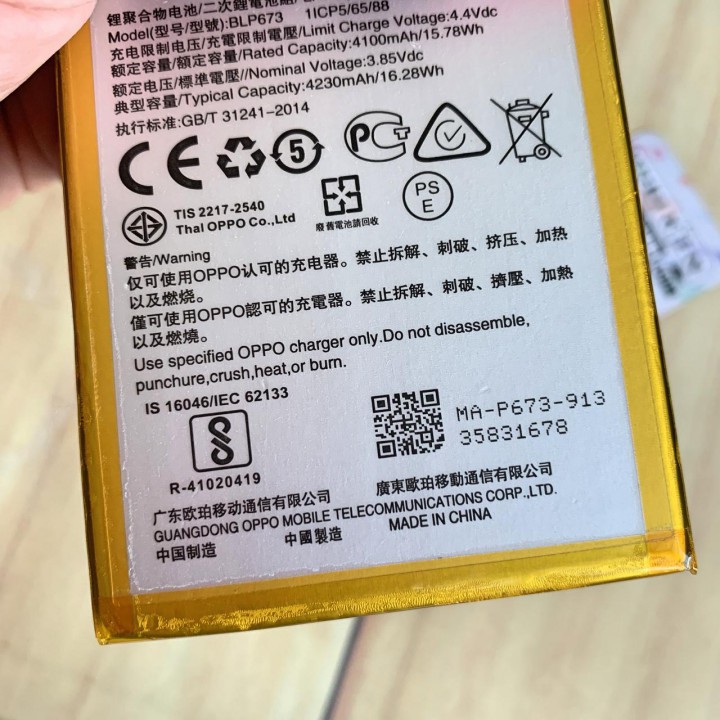 锂聚合物电池/二次鋰電池組
Model(型号/型號):BLP673 1ICP5/65/88
充电限制电压/充電限制電壓/Limit Charge Voltage:4.4Vdc
额定容量/額定容量/Rated Capacity:4100mAh/15.78Wh
额定电压/標準電壓//Nominal Voltage:3.85Vdc
典型容量/Typical Capacity:4230mAh/16.28Wh
执行标准:GB/T 31241-2014
CE
5
PCT
PS
E
TIS 2217-2540
Thai OPPO Co.,Ltd
廢舊電池請回收
警告/Warning
仅可使用OPPO认可的充电器。禁止拆解、刺破、挤压、加热
以及燃烧。
僅可使用OPPO認可的充電器。禁止拆解、刺破、擠壓、加熱
以及燃燒。
Use specified OPPO charger only.Do not disassemble,
punchure,crush,heat,or burn.
IS 16046/IEC 62133
R-41020419
MA-P673-913
35831678
广东欧珀移动通信有限公司 廣東歐珀移動通信有限公司
GUANGDONG OPPO MOBILE TELECOMMUNICATIONS CORP.,LTD.
中国制造 中國製造 MADE IN CHINA